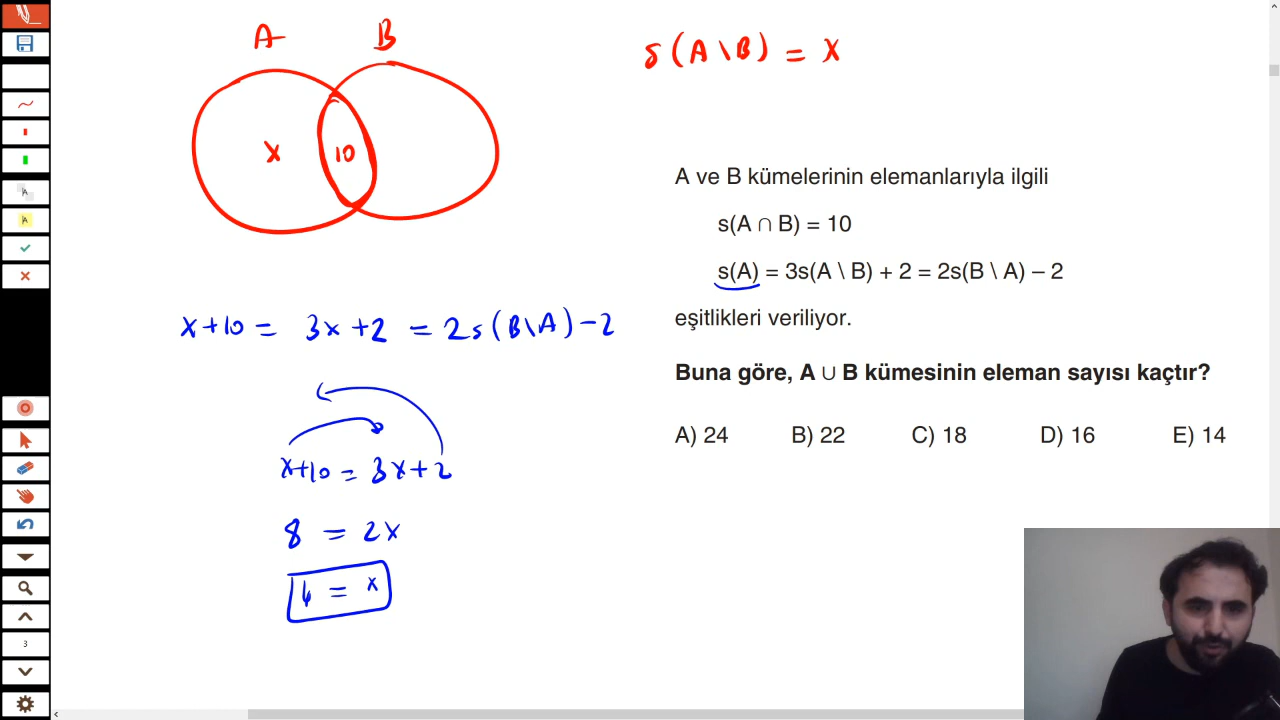 A B
s(A\B) = x
x 10
A ve B kümelerinin elemanlarıyla ilgili
s(A ∩ B) = 10
s(A) = 3s(A \ B) + 2 = 2s(B \ A) – 2
eşitlikleri veriliyor.
Buna göre, A ∪ B kümesinin eleman sayısı kaçtır?
A) 24 B) 22 C) 18 D) 16 E) 14
x+10 = 3x+2 = 2s(B\A)-2
x+10 = 3x+2
8 = 2x
4 = x
A
A
3